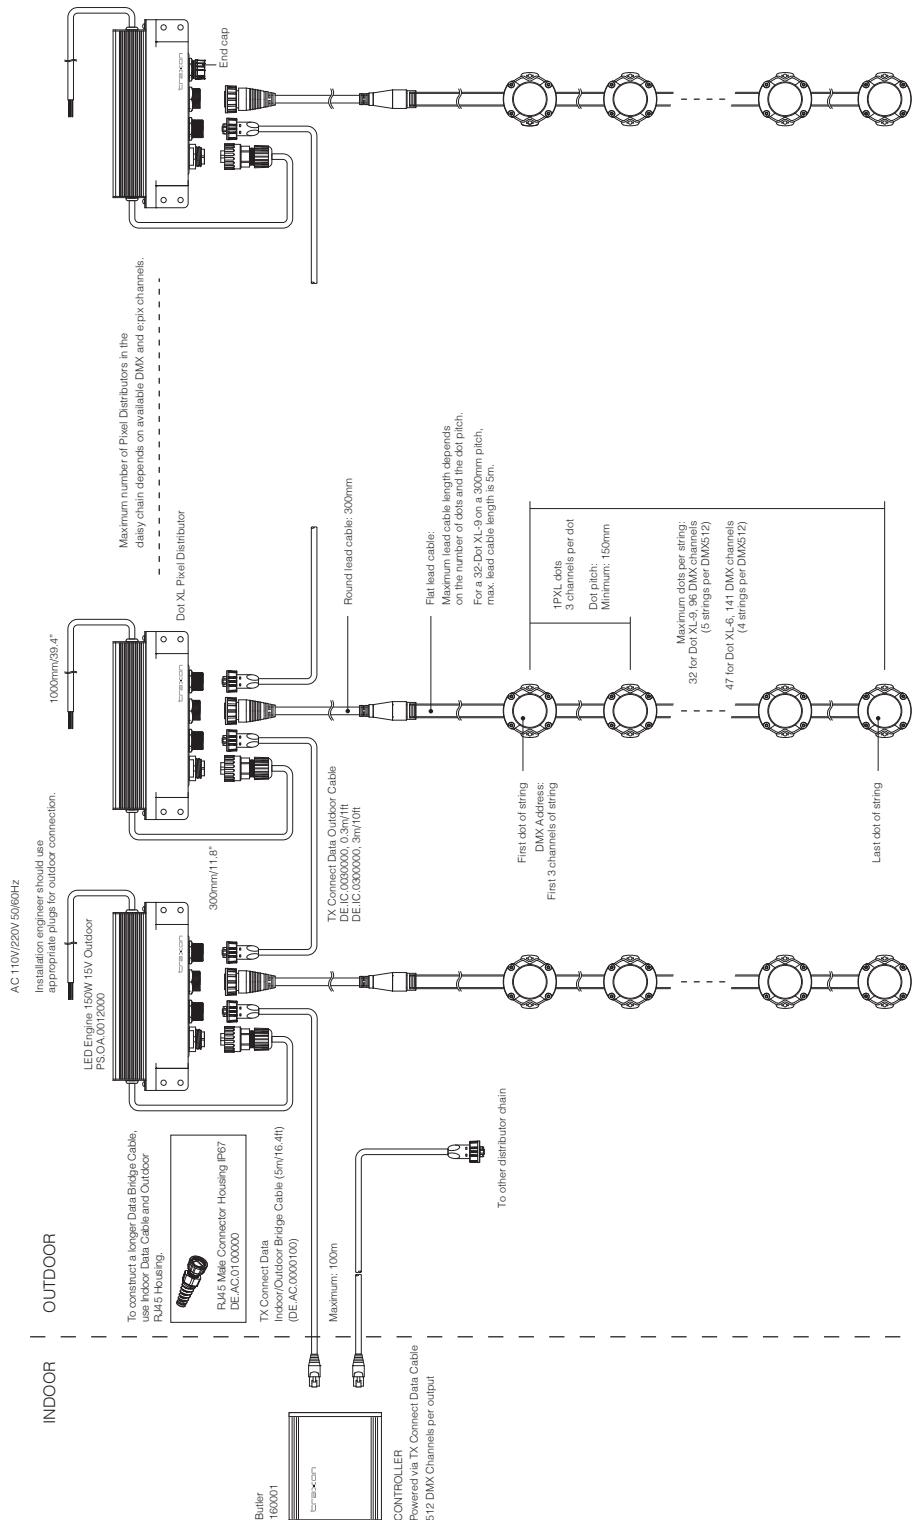 INDOOR
OUTDOOR
Butler
160001
traxon
CONTROLLER
Powered via TX Connect Data Cable
512 DMX Channels per output
To construct a longer Data Bridge Cable,
use Indoor Data Cable and Outdoor
RJ45 Housing.
RJ45 Male Connector Housing IP67
DE.AC.0100000
TX Connect Data
Indoor/Outdoor Bridge Cable (5m/16.4ft)
(DE.AC.0000100)
Maximum: 100m
To other distributor chain
AC 110V/220V 50/60Hz
Installation engineer should use
appropriate plugs for outdoor connection.
LED Engine 150W 15V Outdoor
PS.OA.0012000
traxon
1000mm/39.4"
300mm/11.8"
traxon
Dot XL Pixel Distributor
TX Connect Data Outdoor Cable
DE.IC.0030000, 0.3m/1ft
DE.IC.0300000, 3m/10ft
Maximum number of Pixel Distributors in the
daisy chain depends on available DMX and e:pix channels.
Round lead cable: 300mm
Flat lead cable:
Maximum lead cable length depends
on the number of dots and the dot pitch.
For a 32-Dot XL-9 on a 300mm pitch,
max. lead cable length is 5m.
First dot of string
DMX Address:
First 3 channels of string
1PXL dots
3 channels per dot
Dot pitch:
Minimum: 150mm
Maximum dots per string:
32 for Dot XL-9, 96 DMX channels
(5 strings per DMX512)
47 for Dot XL-6, 141 DMX channels
(4 strings per DMX512)
Last dot of string
traxon
End cap